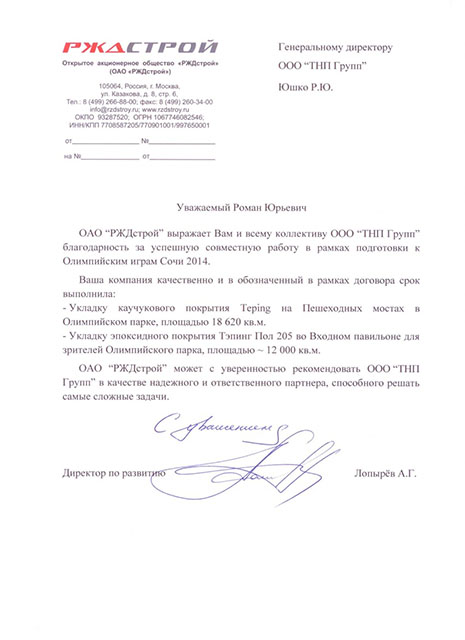 РЖДСТРОЙ
Открытое акционерное общество «РЖДстрой»
(ОАО «РЖДстрой»)
105064, Россия, г. Москва,
ул. Казакова, д. 8, стр. 6,
Тел.: 8 (499) 266-88-00; факс: 8 (499) 260-34-00
info@rzdstroy.ru; www.rzdstroy.ru
ОКПО 93287520; ОГРН 1067746082546;
ИНН/КПП 7708587205/770901001/997650001
от №
на № от
Генеральному директору
ООО “ТНП Групп”
Юшко Р.Ю.
Уважаемый Роман Юрьевич
ОАО “РЖДстрой” выражает Вам и всему коллективу ООО “ТНП Групп”
благодарность за успешную совместную работу в рамках подготовки к
Олимпийским играм Сочи 2014.
Ваша компания качественно и в обозначенный в рамках договора срок
выполнила:
- Укладку каучукового покрытия Teping на Пешеходных мостах в
Олимпийском парке, площадью 18 620 кв.м.
- Укладку эпоксидного покрытия Тэпинг Пол 205 во Входном павильоне для
зрителей Олимпийского парка, площадью ~ 12 000 кв.м.
ОАО “РЖДстрой” может с уверенностью рекомендовать ООО “ТНП
Групп” в качестве надежного и ответственного партнера, способного решать
самые сложные задачи.
С уважением
Директор по развитию Лопырёв А.Г.